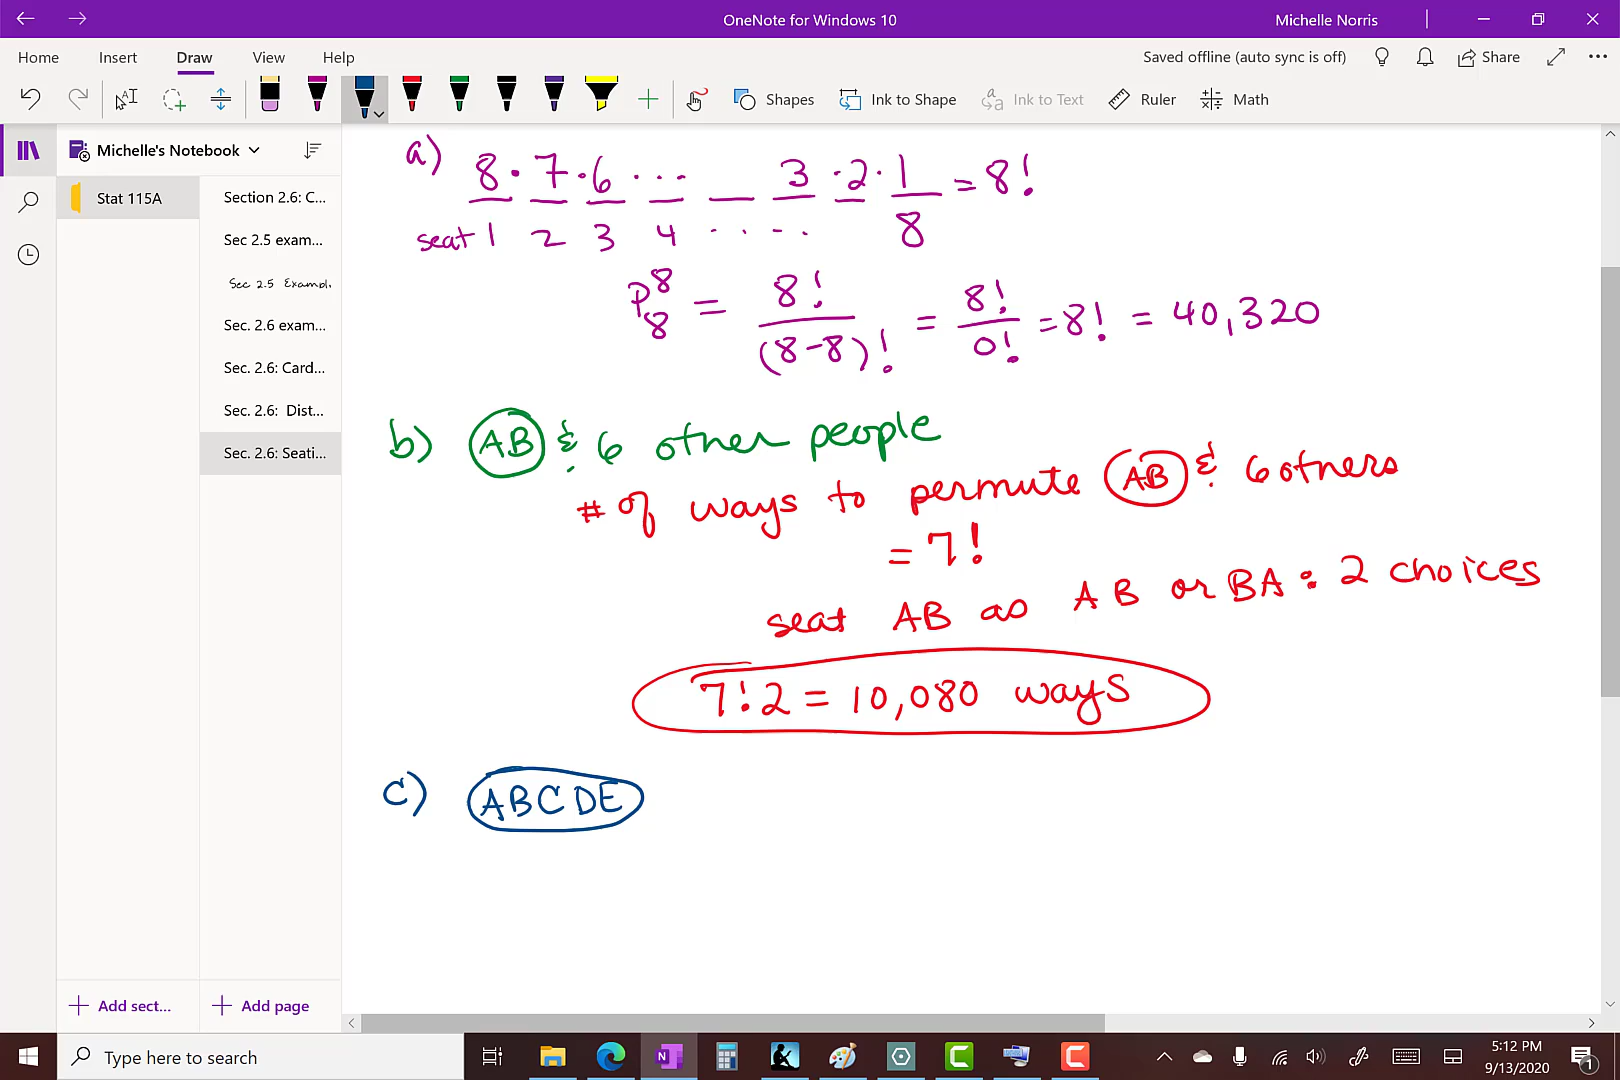 OneNote for Windows 10
Michelle Norris
Home Insert Draw View Help
Saved offline (auto sync is off)
Share
Shapes Ink to Shape Ink to Text Ruler Math
Michelle's Notebook
Stat 115A
Section 2.6: C...
Sec 2.5 exam...
Sec 2.5 Exampl
Sec. 2.6 exam...
Sec. 2.6: Card...
Sec. 2.6: Dist...
Sec. 2.6: Seati...
Add sect...
Add page
a) 8 · 7 · 6 ··· 3 · 2 · 1 = 8!
seat 1 2 3 4 ···· 8
P^8_8 = 8!/(8-8)! = 8!/0! = 8! = 40,320
b) AB & 6 other people
# of ways to permute AB & 6 others
= 7!
seat AB as AB or BA : 2 choices
7! 2 = 10,080 ways
c) ABCDE
Type here to search
5:12 PM
9/13/2020
1